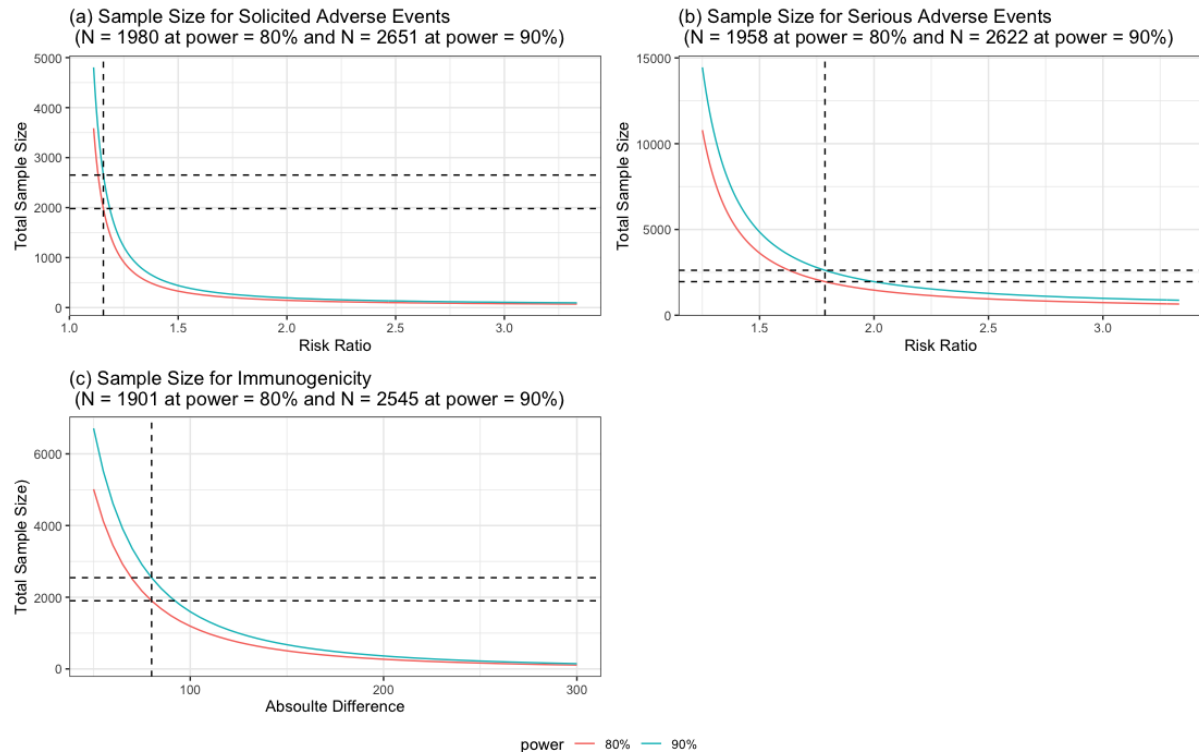 (a) Sample Size for Solicited Adverse Events
(N = 1980 at power = 80% and N = 2651 at power = 90%)
5000
4000
3000
2000
1000
0
Total Sample Size
1.0 1.5 2.0 2.5 3.0
Risk Ratio
(b) Sample Size for Serious Adverse Events
(N = 1958 at power = 80% and N = 2622 at power = 90%)
15000
10000
5000
0
Total Sample Size
1.5 2.0 2.5 3.0
Risk Ratio
(c) Sample Size for Immunogenicity
(N = 1901 at power = 80% and N = 2545 at power = 90%)
6000
4000
2000
0
Total Sample Size)
100 200 300
Absoulte Difference
power 80% 90%